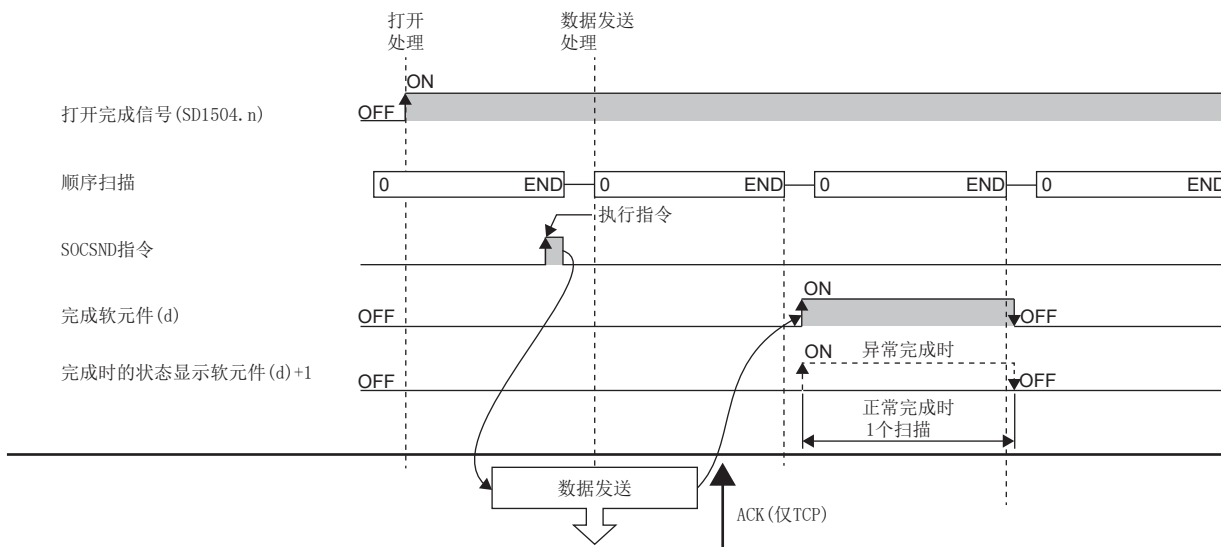 打开
处理
数据发送
处理
ON
打开完成信号(SD1504.n)
OFF
顺序扫描
0 END 0 END 0 END 0 END
执行指令
SOCSND指令
ON
完成软元件(d)
OFF
OFF
ON
异常完成时
完成时的状态显示软元件(d)+1
OFF
OFF
正常完成时
1个扫描
数据发送
ACK(仅TCP)